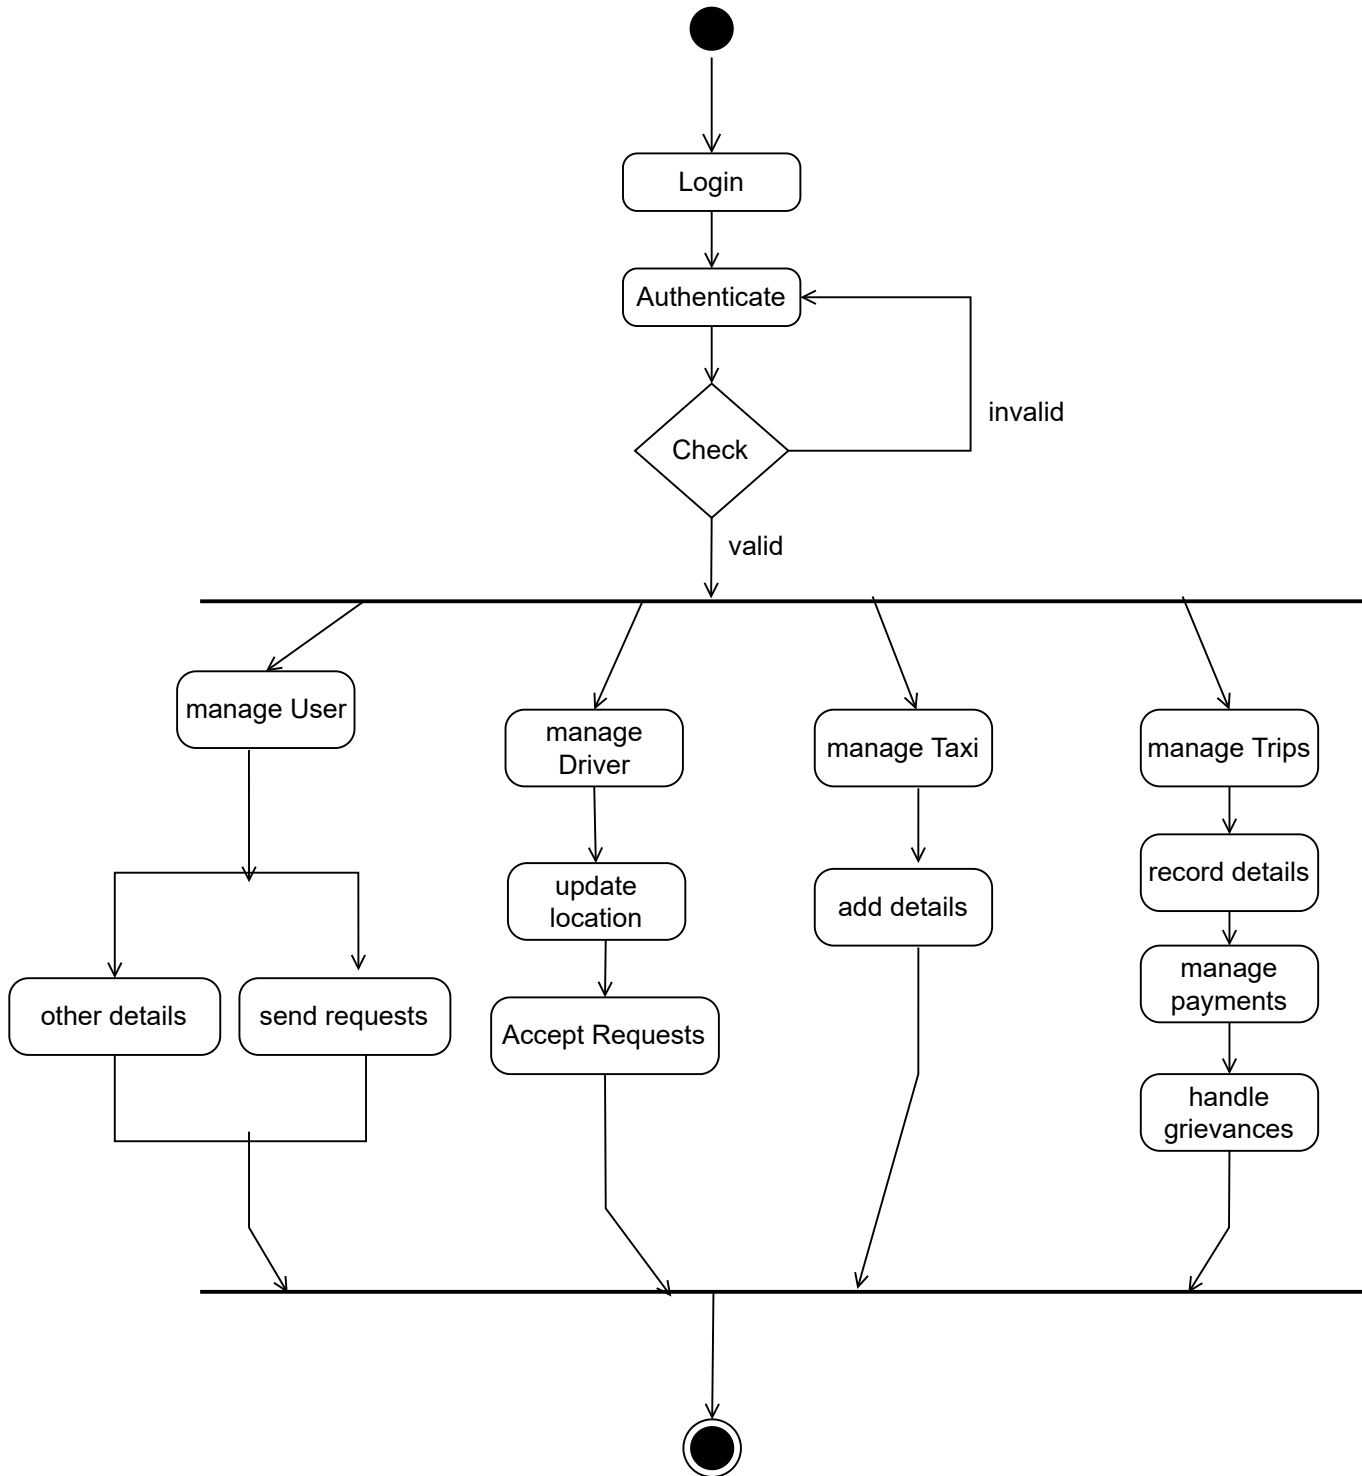 Login
Authenticate
Check
invalid
valid
manage User
manage
Driver
manage Taxi
manage Trips
update
location
add details
record details
other details
send requests
Accept Requests
manage
payments
handle
grievances